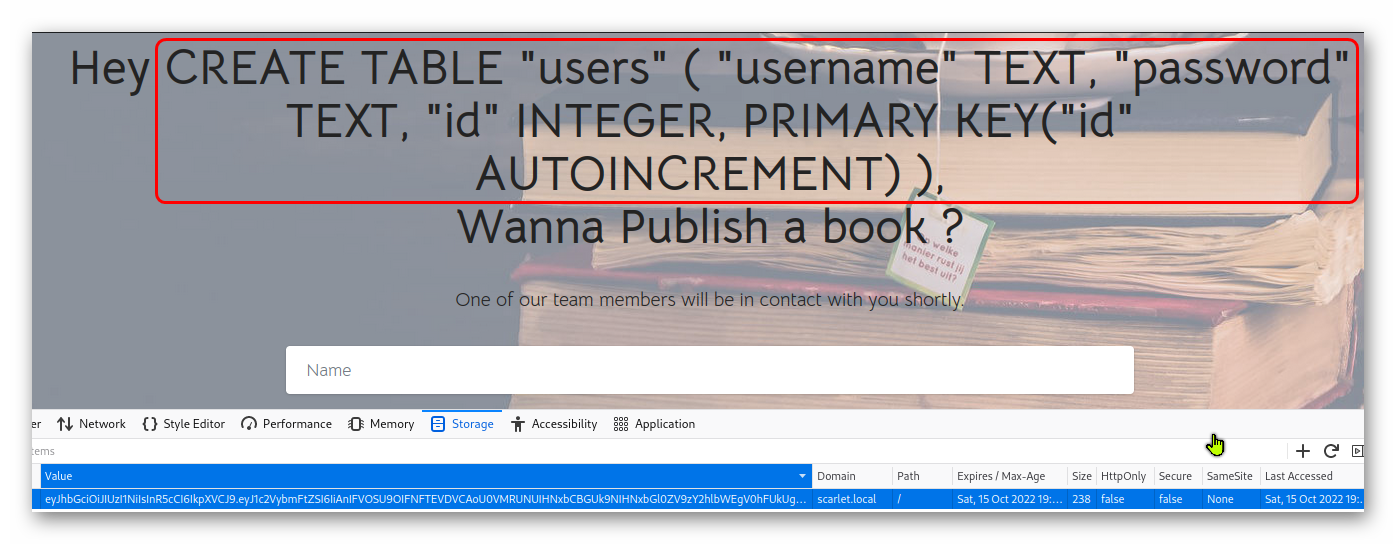 Hey CREATE TABLE "users" ( "username" TEXT, "password"
TEXT, "id" INTEGER, PRIMARY KEY("id"
AUTOINCREMENT) ),
Wanna Publish a book ?
welke
manier rust jij
het best uit?
One of our team members will be in contact with you shortly.
Name
er Network Style Editor Performance Memory Storage Accessibility Application
tems
Value Domain Path Expires / Max-Age Size HttpOnly Secure SameSite Last Accessed
eyJhbGciOiJIUzI1NiIsInR5cCI6IkpXVCJ9.eyJ1c2VybmFtZSI6IiAnIFVOSU9OIFNFTEVDVCAoU0VMRUNUIHNxbCBGUk9NIHNxbGl0ZV9zY2hlbWEgV0hFUkUg... scarlet.local / Sat, 15 Oct 2022 19:... 238 false false None Sat, 15 Oct 2022 19:..